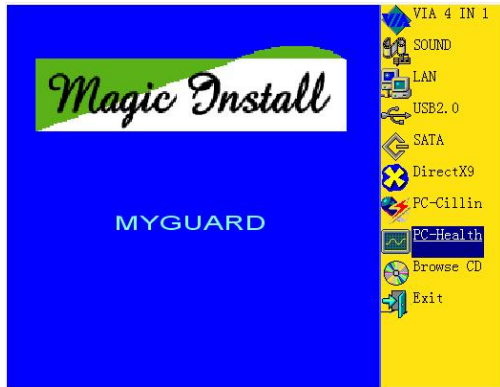 Magic Install
MYGUARD
VIA 4 IN 1
SOUND
LAN
USB2.0
SATA
DirectX9
PC-Cillin
PC-Health
Browse CD
Exit